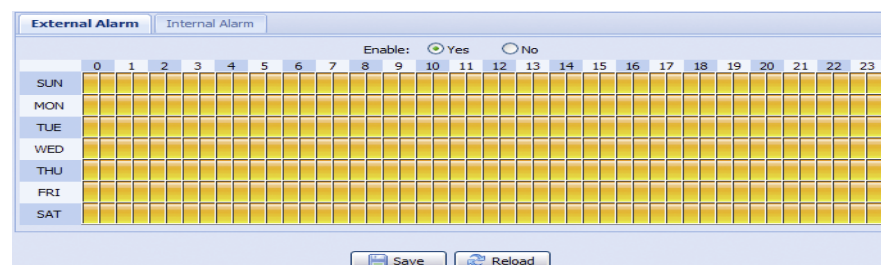 External Alarm Internal Alarm
Enable: Yes No
0 1 2 3 4 5 6 7 8 9 10 11 12 13 14 15 16 17 18 19 20 21 22 23
SUN
MON
TUE
WED
THU
FRI
SAT
Save Reload